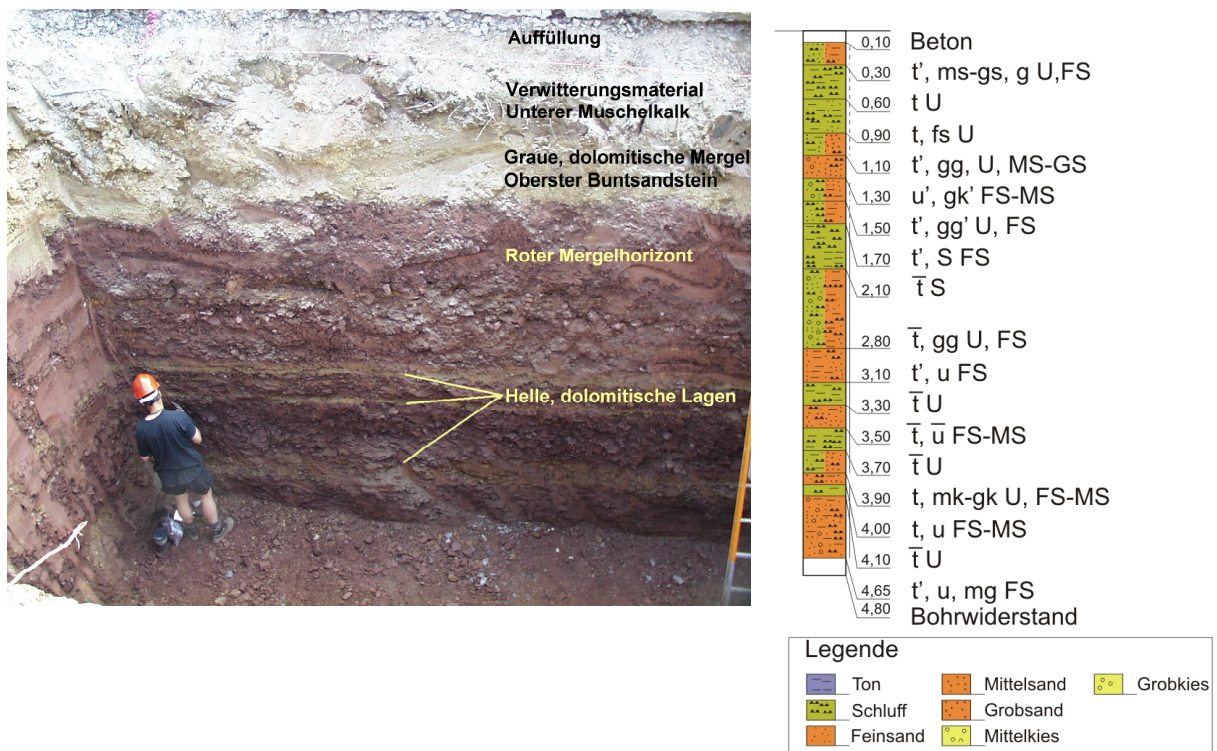 Auffüllung
Verwitterungsmaterial
Unterer Muschelkalk
Graue, dolomitische Mergel
Oberster Buntsandstein
Roter Mergelhorizont
Helle, dolomitische Lagen
0,10 Beton
0,30 t', ms-gs, g U,FS
0,60 t U
0,90 t, fs U
1,10 t', gg, U, MS-GS
1,30 u', gk' FS-MS
1,50 t', gg' U, FS
1,70 t', S FS
2,10 t̅ S
2,80 t̅, gg U, FS
3,10 t', u FS
3,30 t̅ U
3,50 t̅, u̅ FS-MS
3,70 t̅ U
3,90 t, mk-gk U, FS-MS
4,00 t, u FS-MS
4,10 t̅ U
4,65 t', u, mg FS
4,80 Bohrwiderstand
Legende
Ton Mittelsand Grobkies
Schluff Grobsand
Feinsand Mittelkies